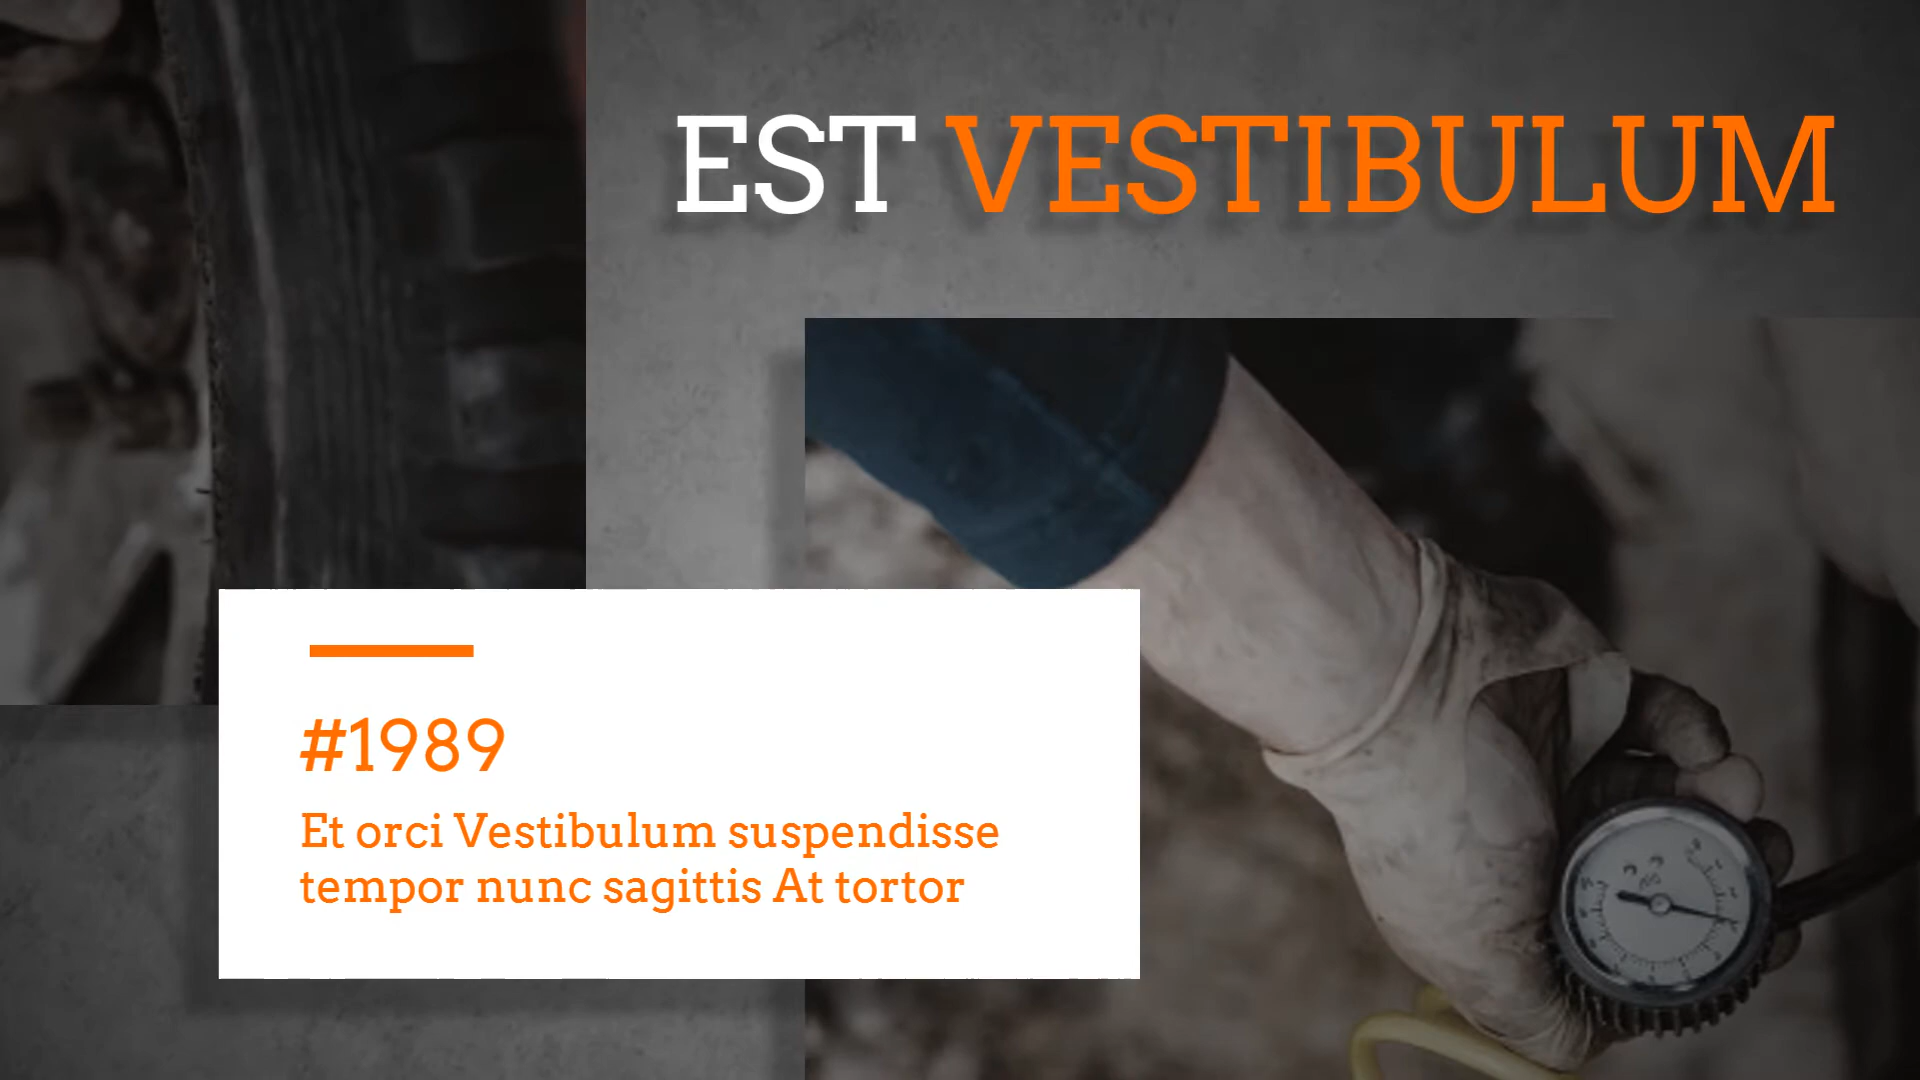 EST VESTIBULUM
#1989
Et orci Vestibulum suspendisse
tempor nunc sagittis At tortor